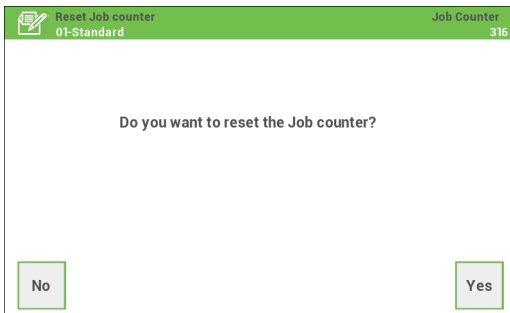 Reset Job counter
Job Counter
01-Standard
316
Do you want to reset the Job counter?
No
Yes